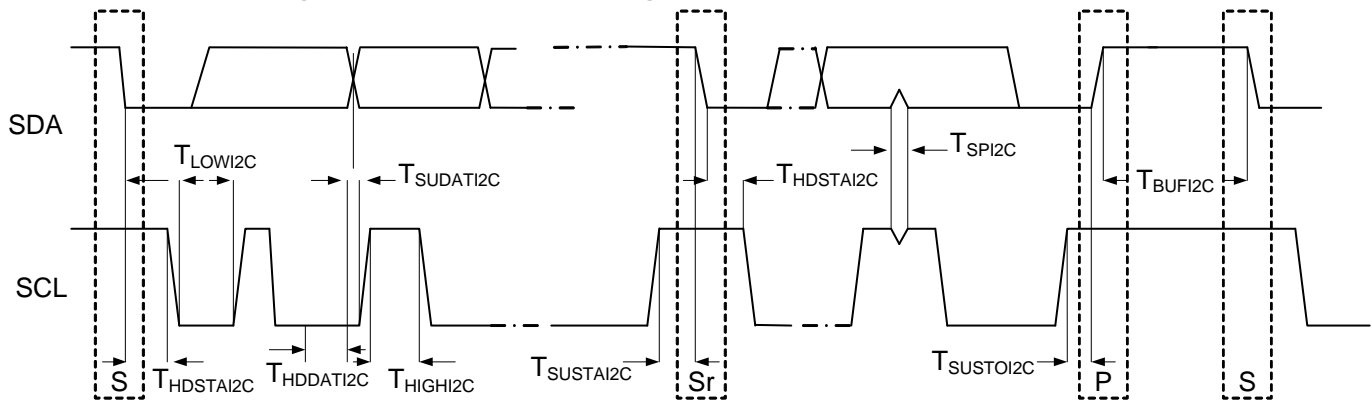 SDA
T_LOWI2C
T_SUDATI2C
T_SPI2C
T_HDSTAI2C
T_BUFI2C
SCL
S
T_HDSTAI2C
T_HDDATI2C
T_HIGHI2C
T_SUSTAI2C
Sr
T_SUSTOI2C
P
S